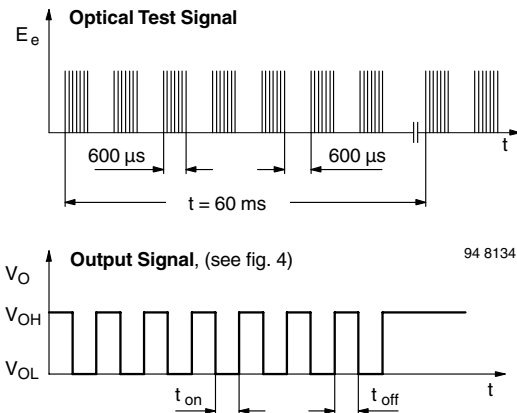 Optical Test Signal
E e
600 μs
600 μs
t
t = 60 ms
Output Signal, (see fig. 4)
94 8134
V O
V OH
V OL
t on
t off
t